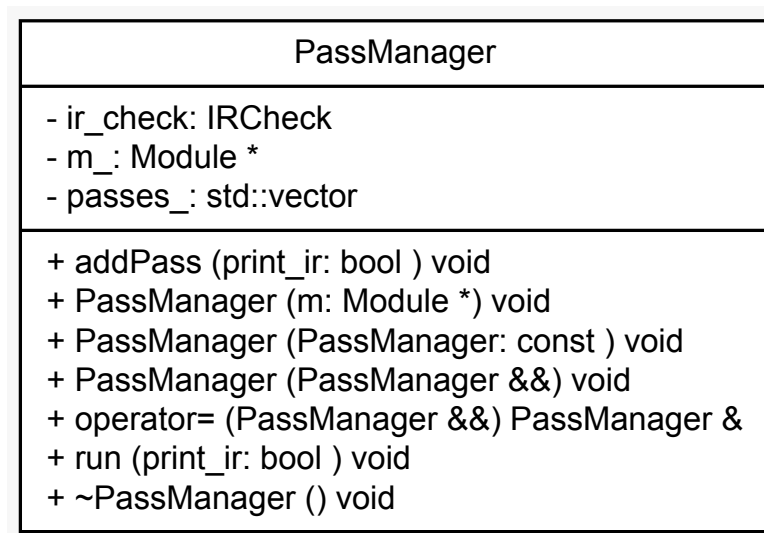 PassManager
- ir_check: IRCheck
- m_: Module *
- passes_: std::vector
+ addPass (print_ir: bool ) void
+ PassManager (m: Module *) void
+ PassManager (PassManager: const ) void
+ PassManager (PassManager &&) void
+ operator= (PassManager &&) PassManager &
+ run (print_ir: bool ) void
+ ~PassManager () void